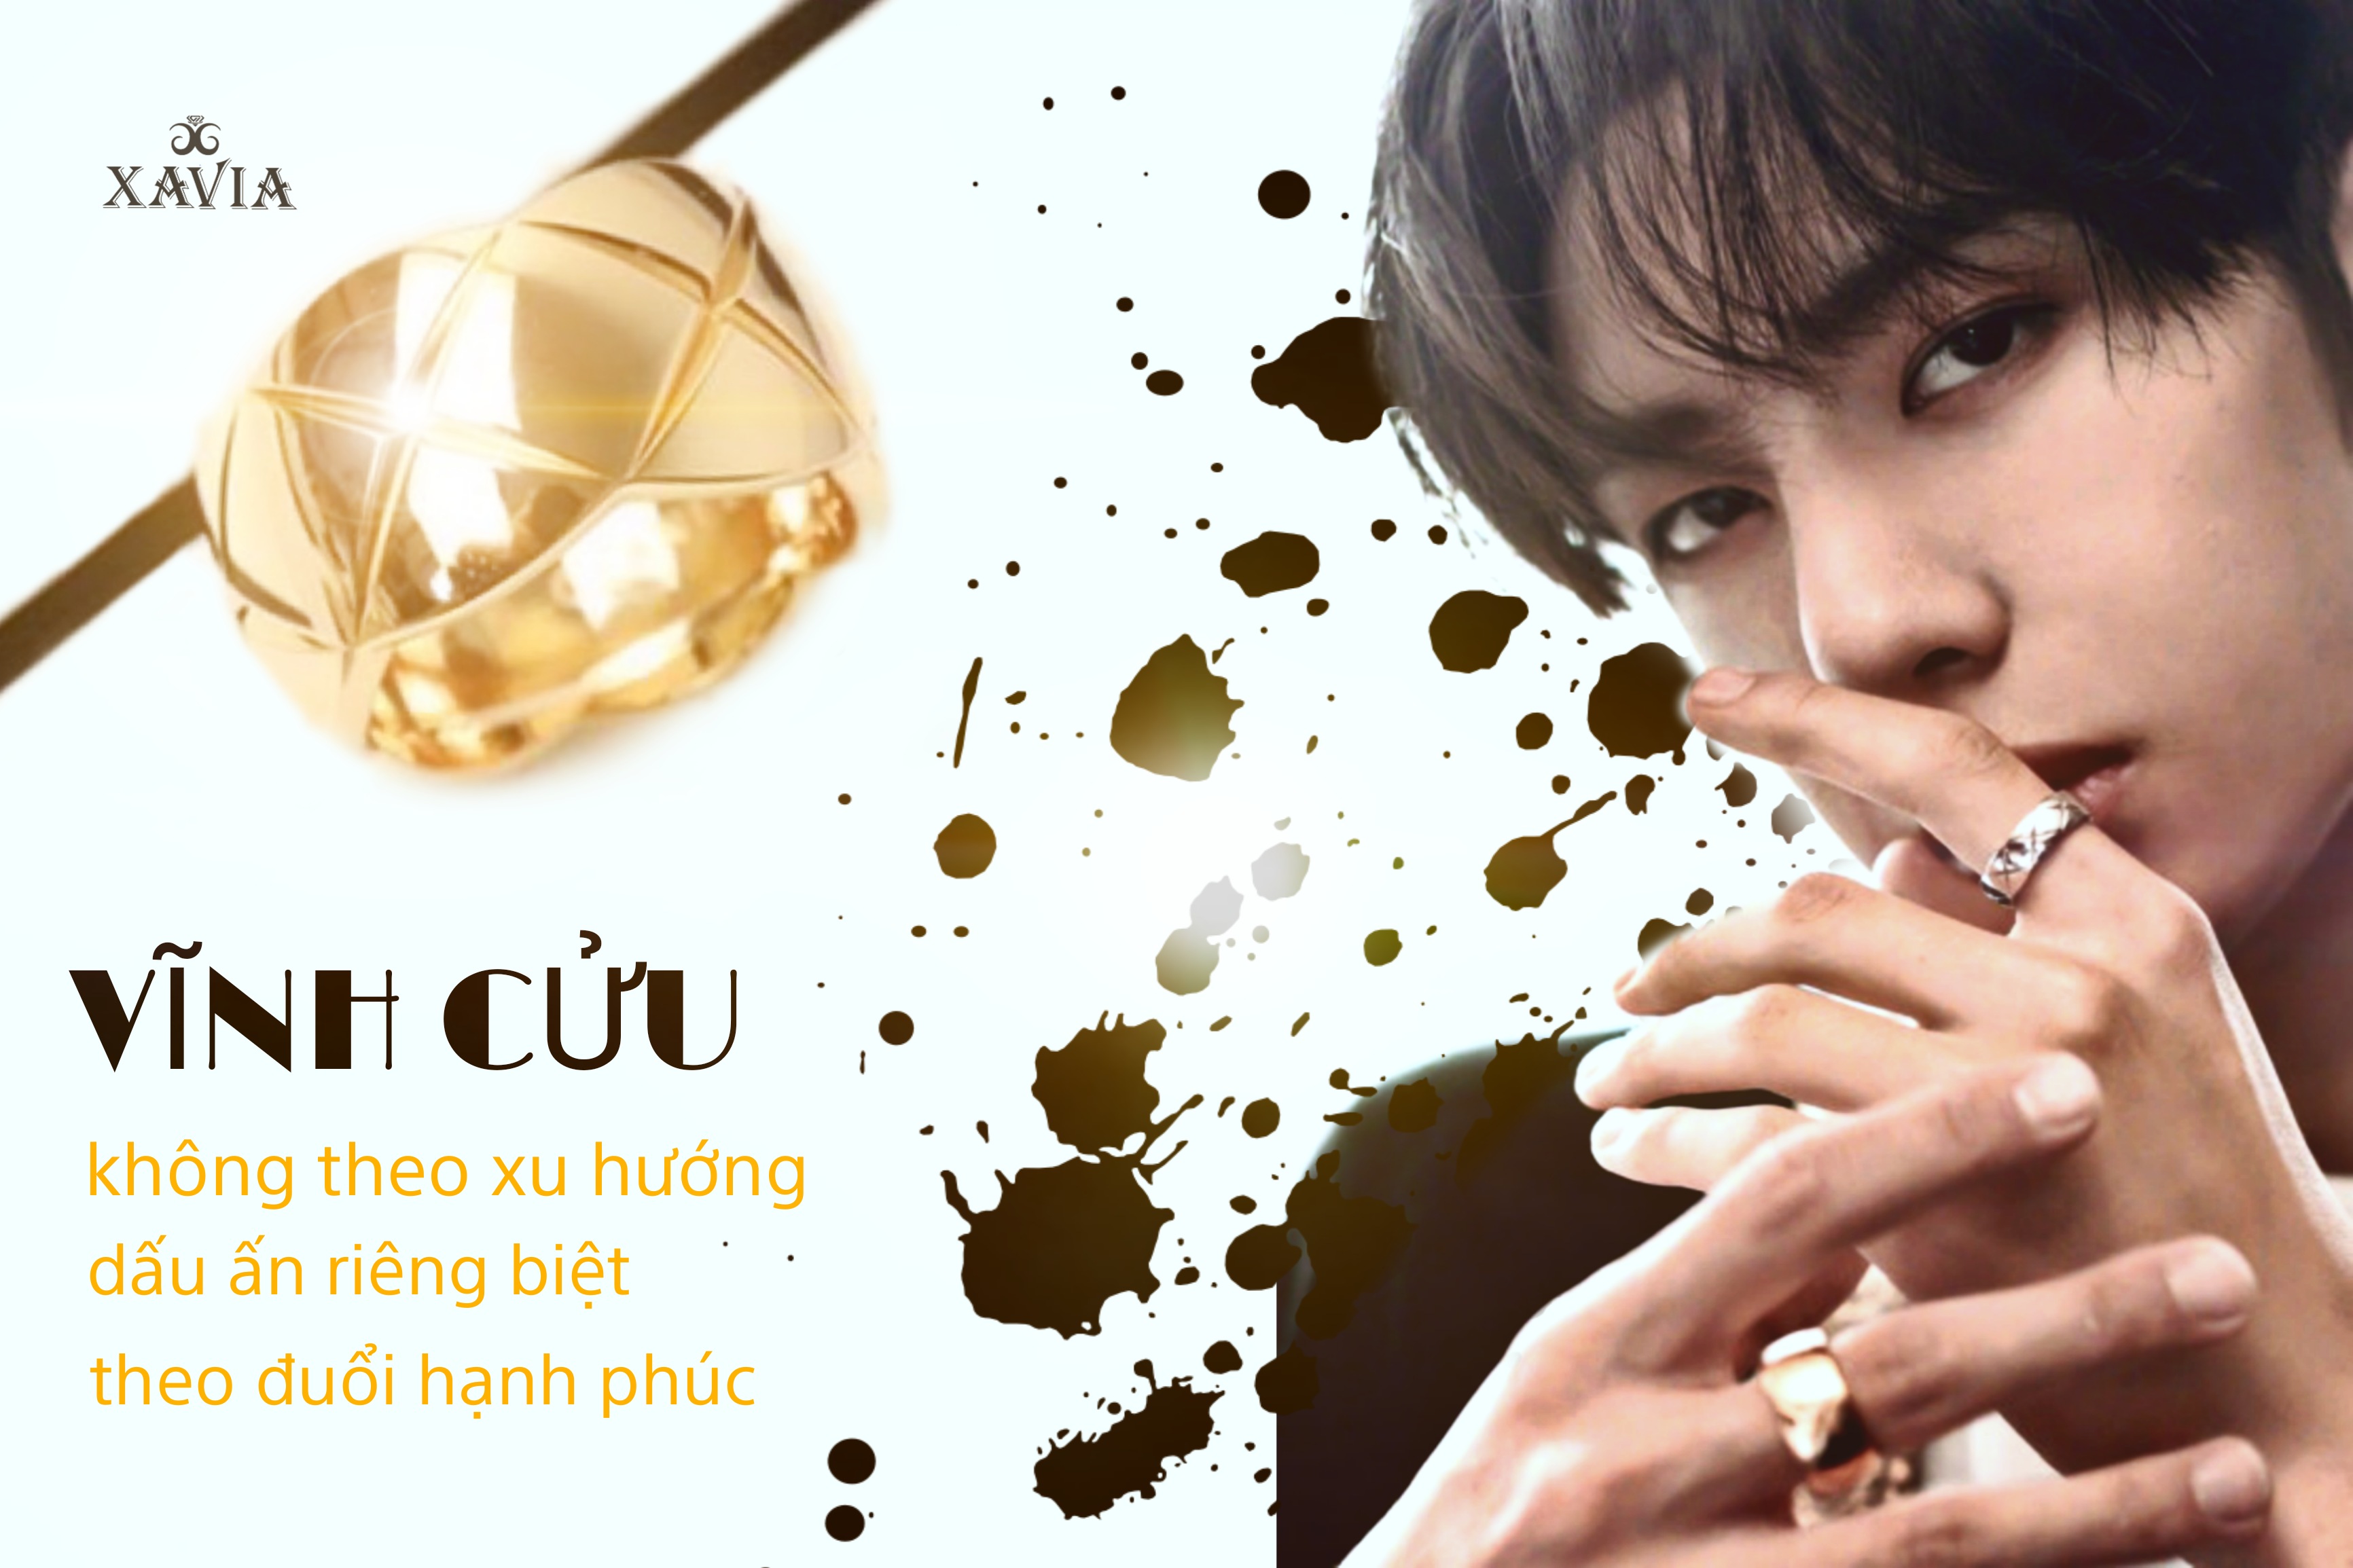 XAVIA
VĨNH CỬU
không theo xu hướng
dấu ấn riêng biệt
theo đuổi hạnh phúc